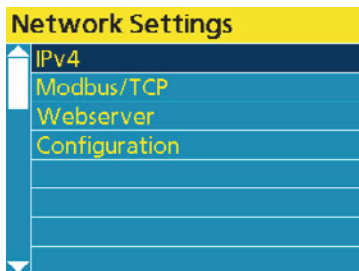 Network Settings
IPv4
Modbus/TCP
Webserver
Configuration